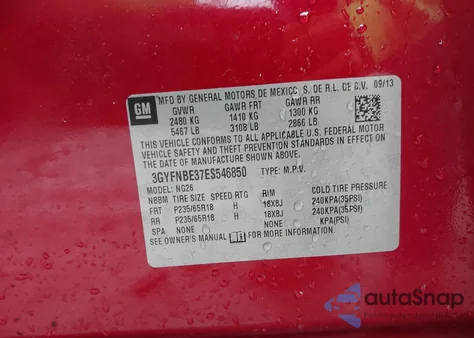 GM
MFD BY GENERAL MOTORS DE MEXICO, S. DE R.L. DE C.V. 09/13
GVWR GAWR FRT GAWR RR
2480 KG 1410 KG 1300 KG
5467 LB 3108 LB 2866 LB
THIS VEHICLE CONFORMS TO ALL APPLICABLE U.S. FEDERAL MOTOR
VEHICLE SAFETY AND THEFT PREVENTION STANDARDS IN EFFECT ON THE
DATE OF MANUFACTURE SHOWN ABOVE.
3GYFNBE37ES546850 TYPE: M.P.V.
MODEL: NG26
NBBM TIRE SIZE SPEED RTG RIM COLD TIRE PRESSURE
FRT P235/65R18 H 18X8J 240KPA(35PSI)
RR P235/65R18 H 18X8J 240KPA(35PSI)
SPA NONE NONE KPA(PSI)
SEE OWNER'S MANUAL FOR MORE INFORMATION.
autoSnap